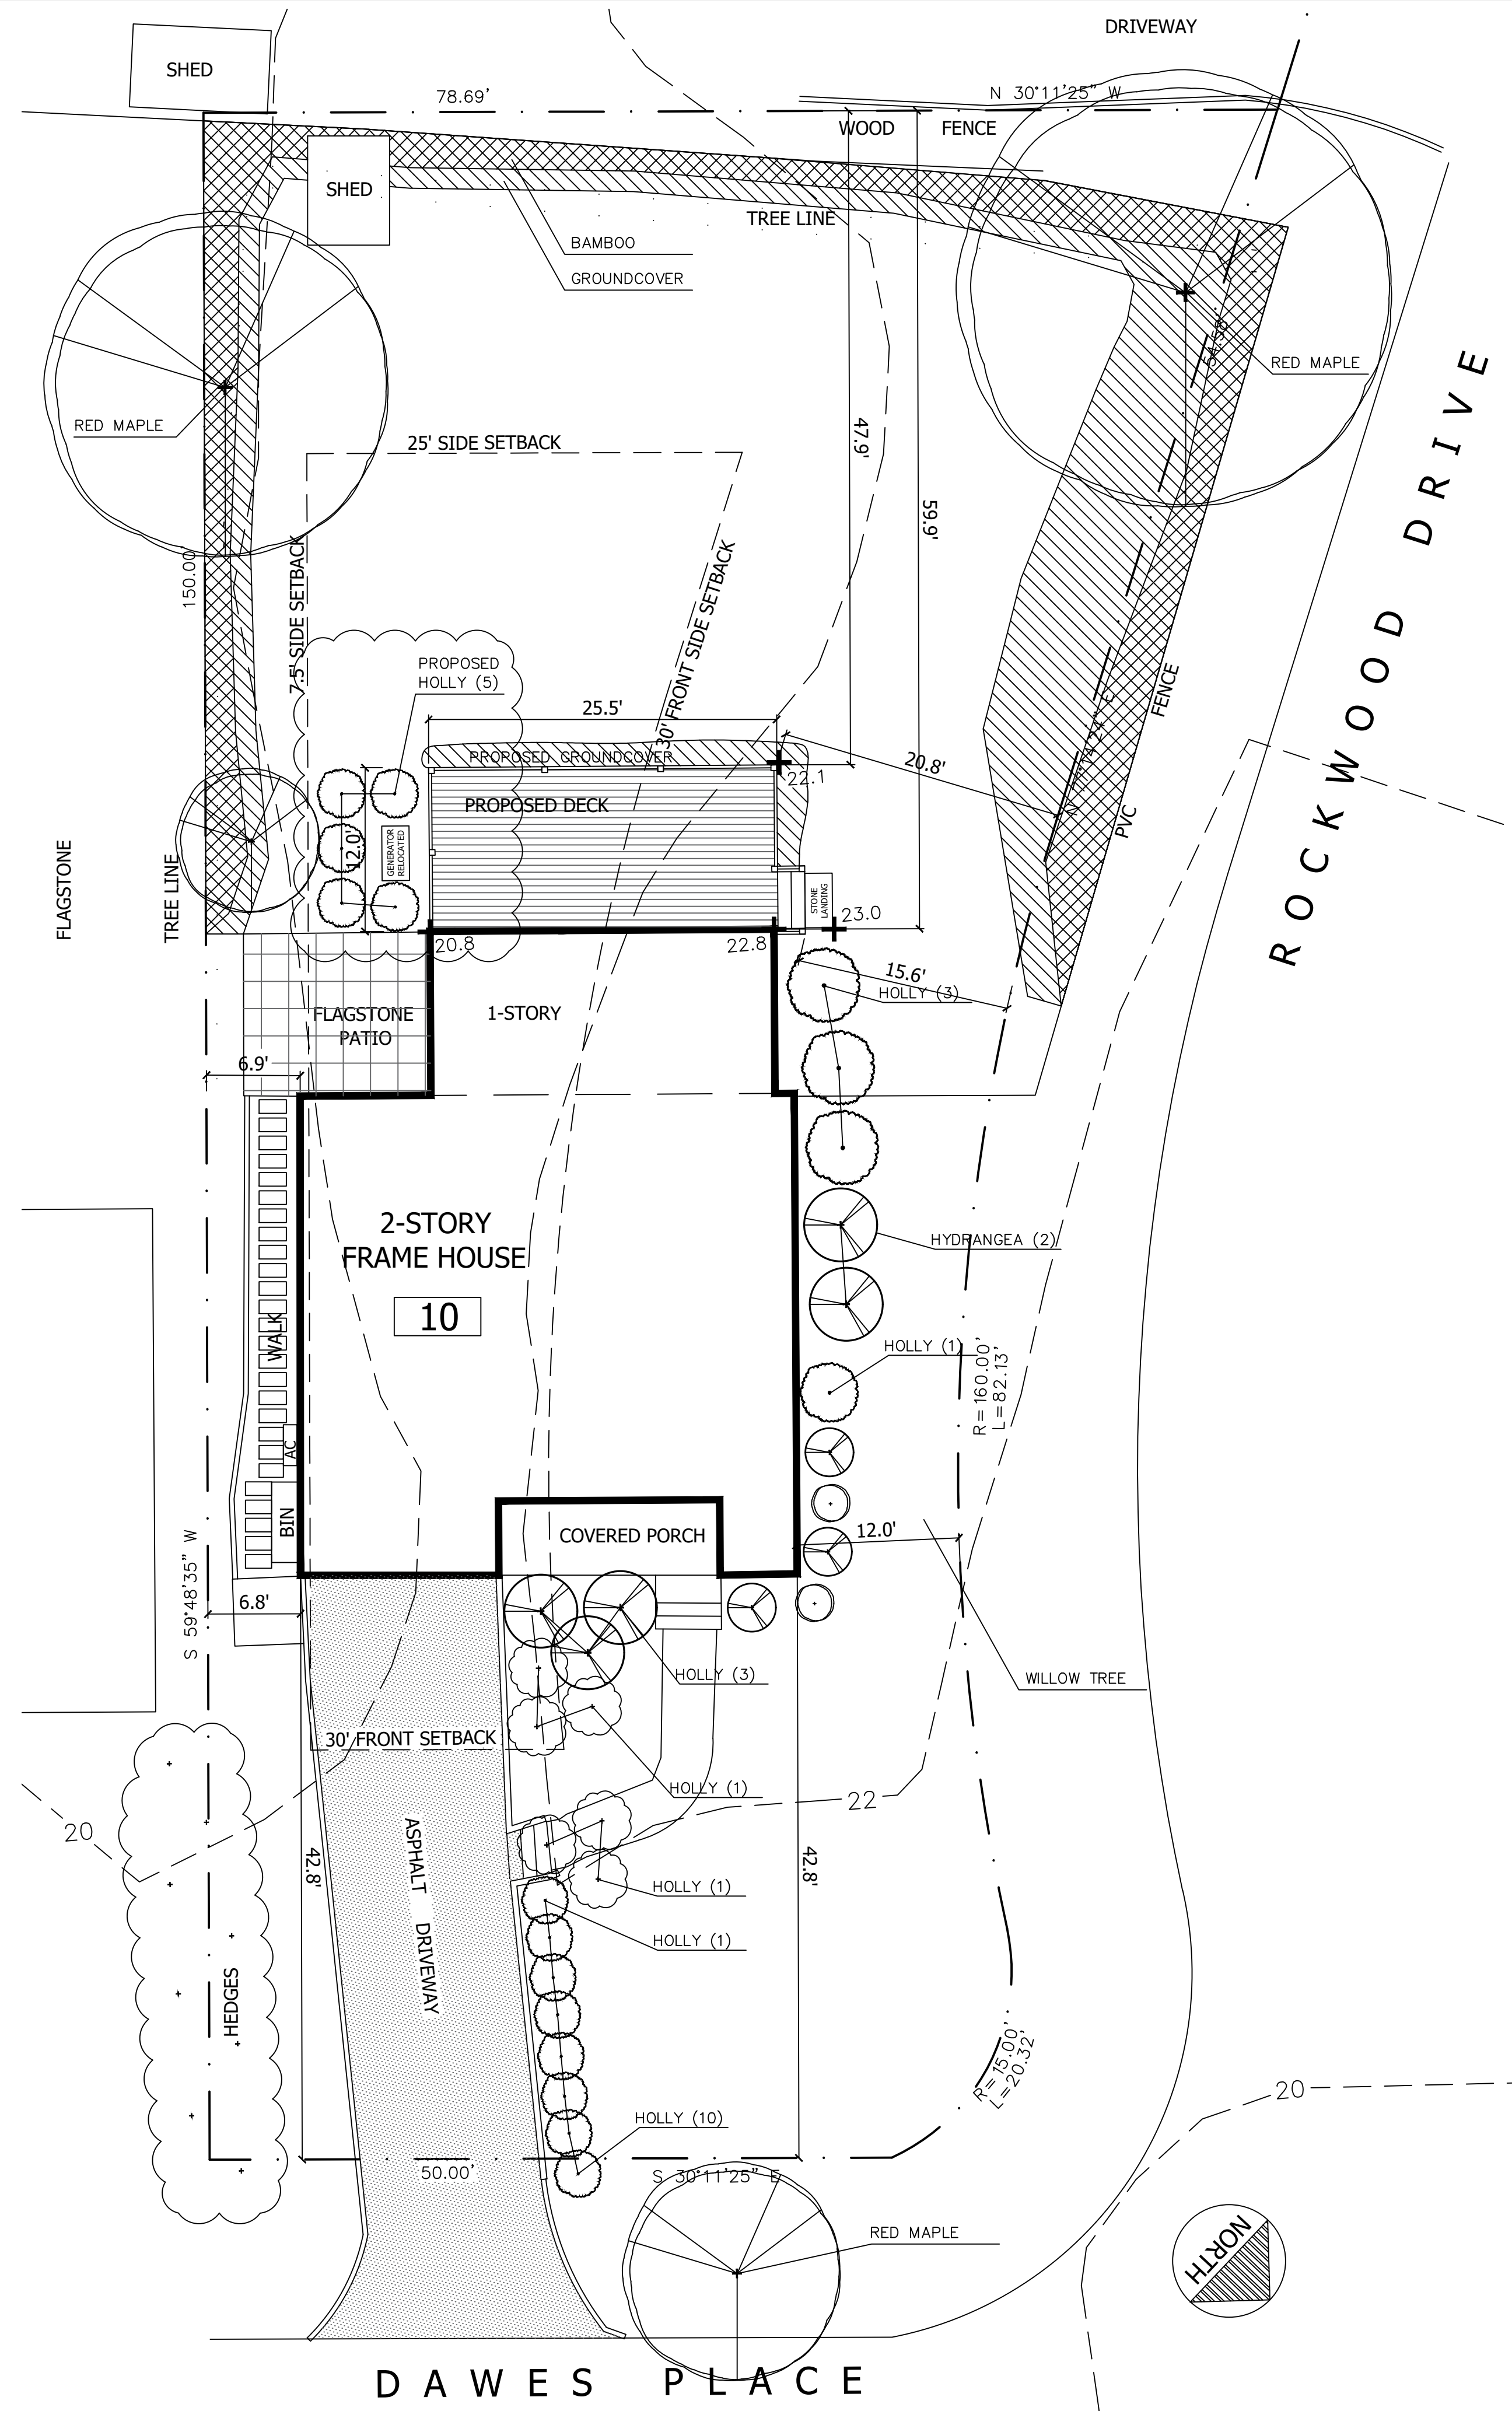 DRIVEWAY
SHED
78.69'
N 30°11'25" W
WOOD FENCE
SHED
TREE LINE
BAMBOO
GROUNDCOVER
54.58'
RED MAPLE
RED MAPLE
25' SIDE SETBACK
47.9'
59.9'
ROCKWOOD DRIVE
150.00
7.5' SIDE SETBACK
30' FRONT SIDE SETBACK
PROPOSED
HOLLY (5)
25.5'
FENCE
PVC
PROPOSED GROUNDCOVER
20.8'
22.1
PROPOSED DECK
12.0'
GENERATOR
RELOCATED
STONE
LANDING
FLAGSTONE
TREE LINE
23.0
20.8
22.8
15.6'
HOLLY (3)
FLAGSTONE
PATIO
1-STORY
6.9'
2-STORY
FRAME HOUSE
10
HYDRANGEA (2)
WALK
HOLLY (1)
R=160.00'
L=82.13'
AC
BIN
COVERED PORCH
12.0'
S 59°48'35" W
6.8'
HOLLY (3)
WILLOW TREE
30' FRONT SETBACK
HOLLY (1)
22
20
42.8'
ASPHALT DRIVEWAY
42.8'
HOLLY (1)
HOLLY (1)
HEDGES
R=15.00'
L=20.32'
20
HOLLY (10)
50.00'
S 30°11'25" E
RED MAPLE
NORTH
DAWES PLACE